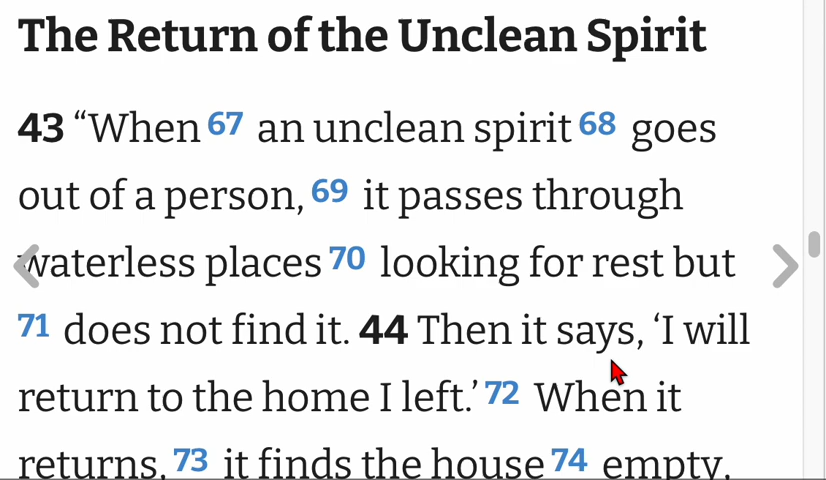 The Return of the Unclean Spirit
43 “When 67 an unclean spirit 68 goes
out of a person, 69 it passes through
waterless places 70 looking for rest but
71 does not find it. 44 Then it says, ‘I will
return to the home I left.’ 72 When it
returns, 73 it finds the house 74 empty,